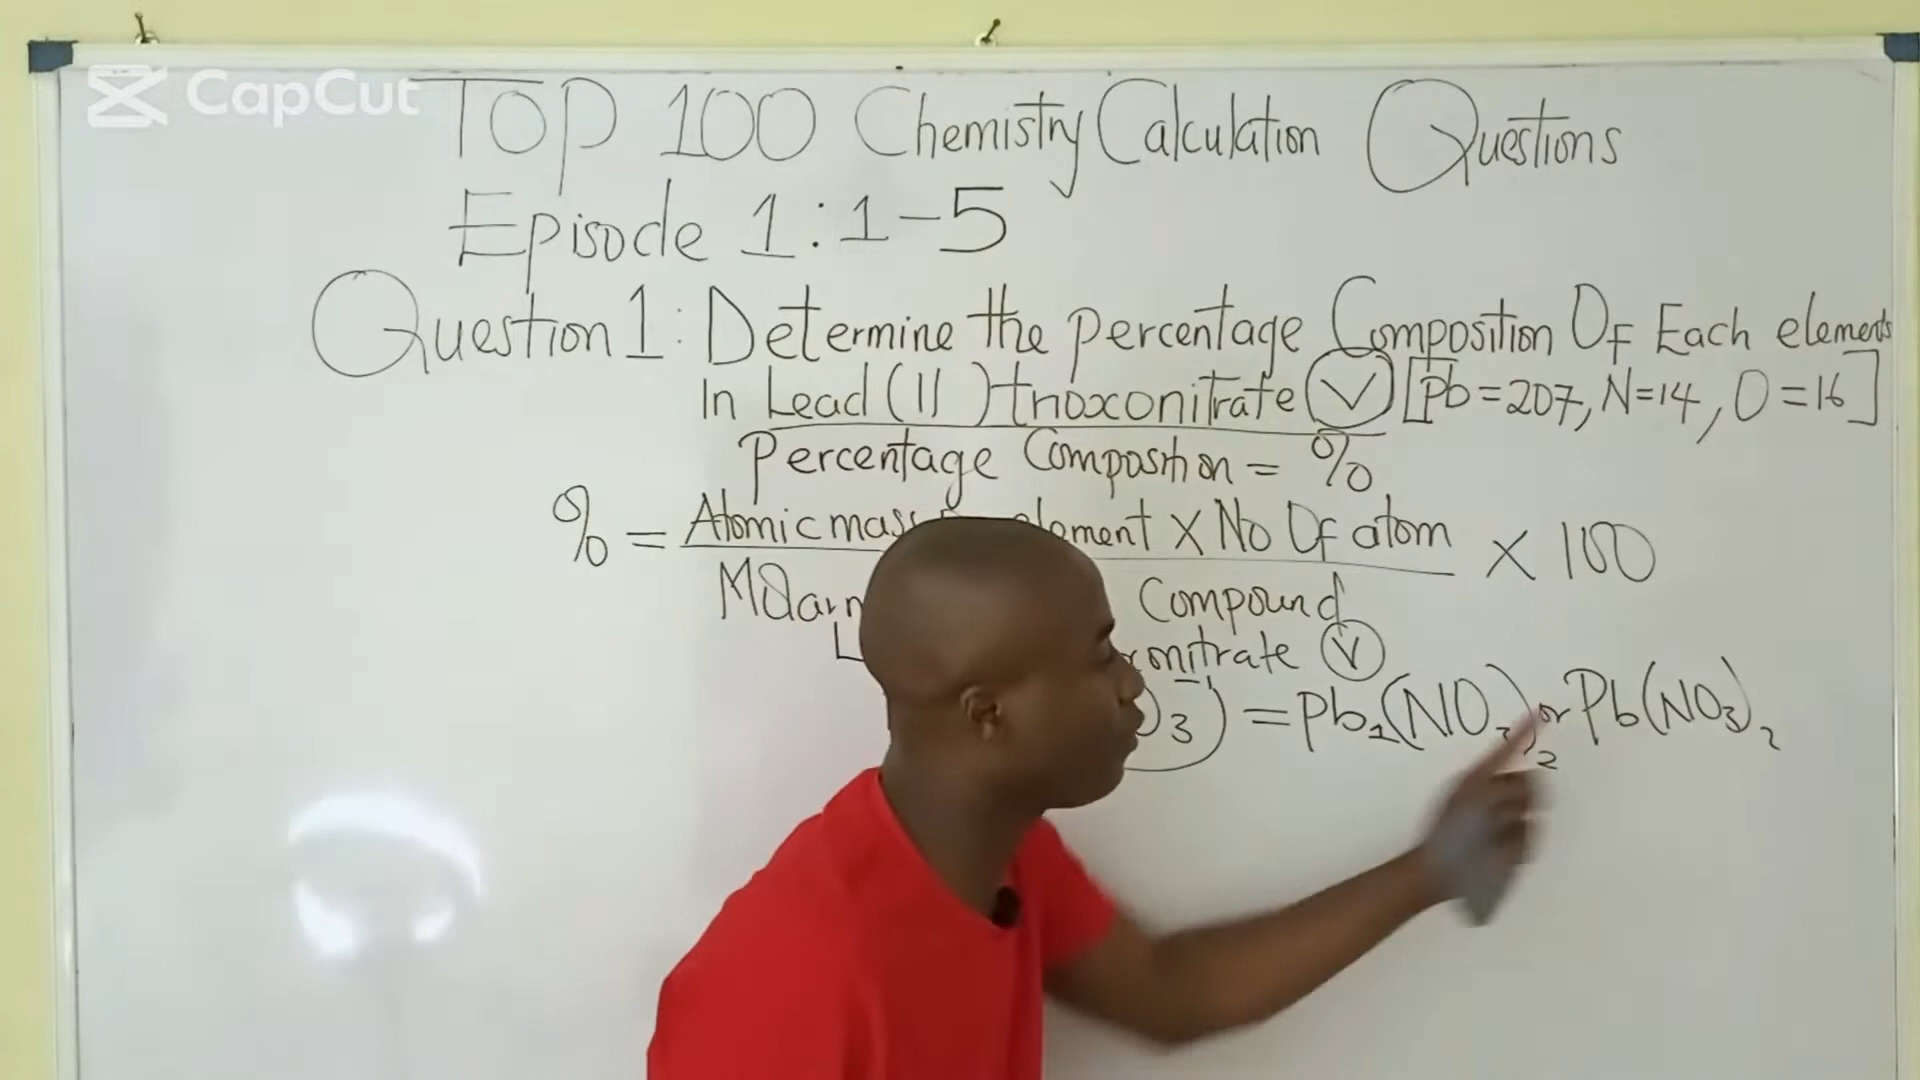 CapCut
TOP 100 Chemistry Calculation Questions
Episode 1:1-5
Question 1: Determine the percentage Composition Of Each elements
In Lead (II) trioxonitrate (V) [Pb=207, N=14, O=16]
Percentage Composition = %
% = Atomic mass element X No Of atom X 100
Compound
(V)
3) = Pb1(NO3)2 or Pb(NO3)2